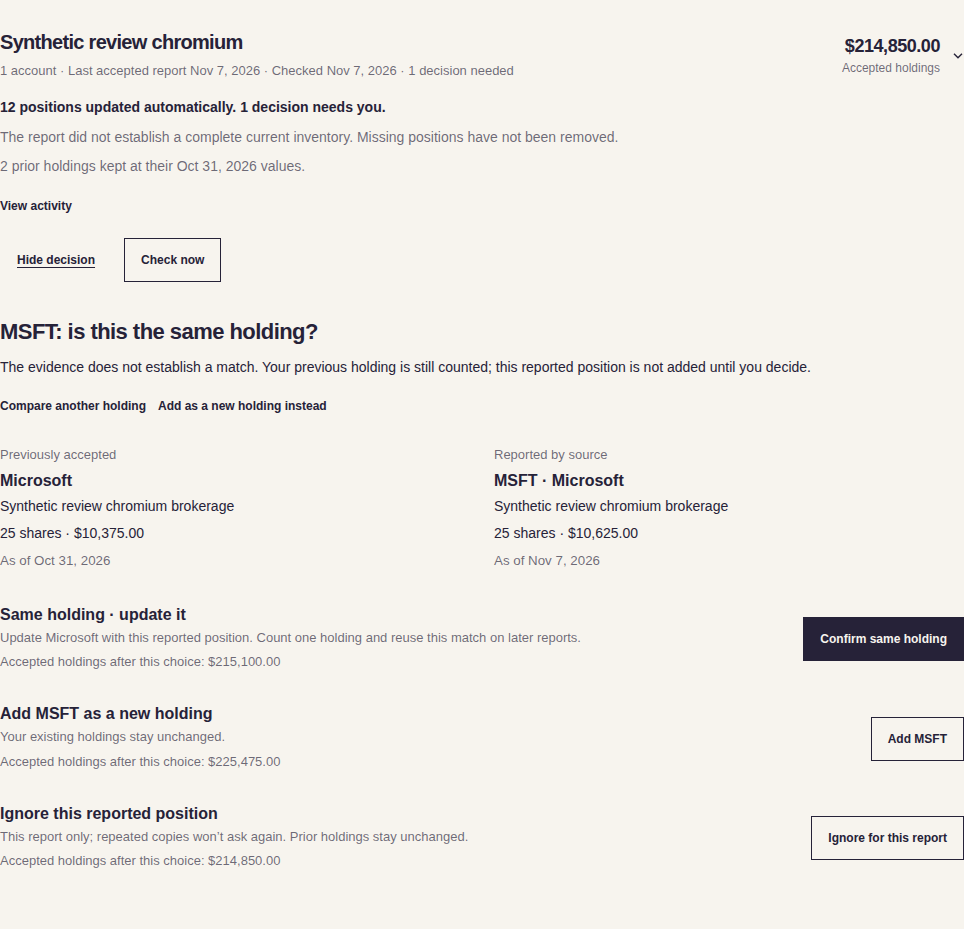 Synthetic review chromium
$214,850.00
1 account · Last accepted report Nov 7, 2026 · Checked Nov 7, 2026 · 1 decision needed
Accepted holdings
12 positions updated automatically. 1 decision needs you.
The report did not establish a complete current inventory. Missing positions have not been removed.
2 prior holdings kept at their Oct 31, 2026 values.
View activity
Hide decision
Check now
MSFT: is this the same holding?
The evidence does not establish a match. Your previous holding is still counted; this reported position is not added until you decide.
Compare another holding
Add as a new holding instead
Previously accepted
Microsoft
Synthetic review chromium brokerage
25 shares · $10,375.00
As of Oct 31, 2026
Reported by source
MSFT · Microsoft
Synthetic review chromium brokerage
25 shares · $10,625.00
As of Nov 7, 2026
Same holding · update it
Update Microsoft with this reported position. Count one holding and reuse this match on later reports.
Accepted holdings after this choice: $215,100.00
Confirm same holding
Add MSFT as a new holding
Your existing holdings stay unchanged.
Accepted holdings after this choice: $225,475.00
Add MSFT
Ignore this reported position
This report only; repeated copies won’t ask again. Prior holdings stay unchanged.
Accepted holdings after this choice: $214,850.00
Ignore for this report